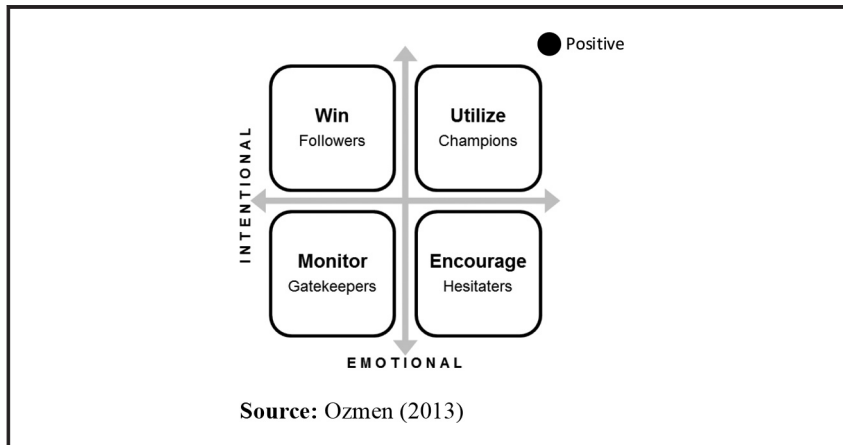 Positive
Win
Followers
Utilize
Champions
INTENTIONAL
Monitor
Gatekeepers
Encourage
Hesitaters
EMOTIONAL
Source: Ozmen (2013)